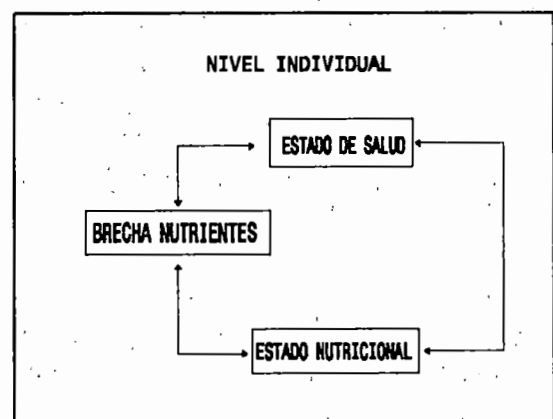 NIVEL INDIVIDUAL
ESTADO DE SALUD
BRECHA NUTRIENTES
ESTADO NUTRICIONAL